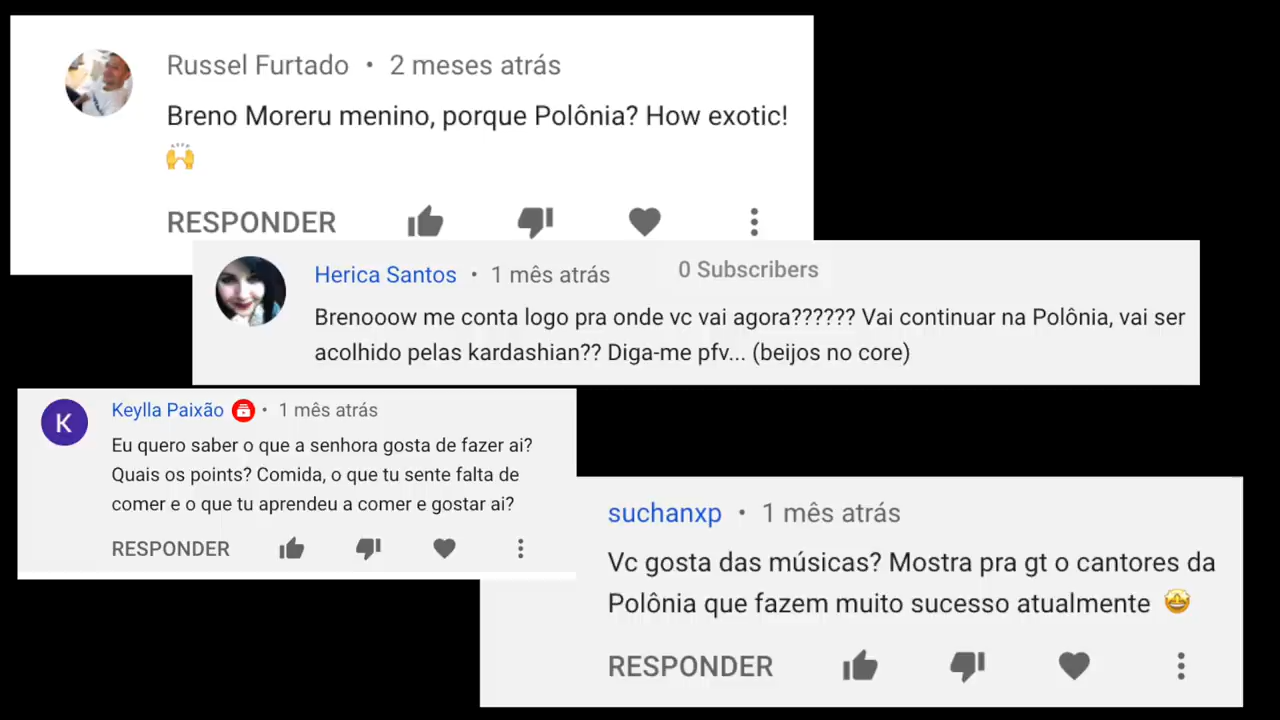 Russel Furtado • 2 meses atrás
Breno Moreru menino, porque Polônia? How exotic!
🙌
RESPONDER
Herica Santos • 1 mês atrás 0 Subscribers
Brenooow me conta logo pra onde vc vai agora?????? Vai continuar na Polônia, vai ser
acolhido pelas kardashian?? Diga-me pfv... (beijos no core)
K
Keylla Paixão • 1 mês atrás
Eu quero saber o que a senhora gosta de fazer ai?
Quais os points? Comida, o que tu sente falta de
comer e o que tu aprendeu a comer e gostar ai?
RESPONDER
suchanxp • 1 mês atrás
Vc gosta das músicas? Mostra pra gt o cantores da
Polônia que fazem muito sucesso atualmente 🤩
RESPONDER